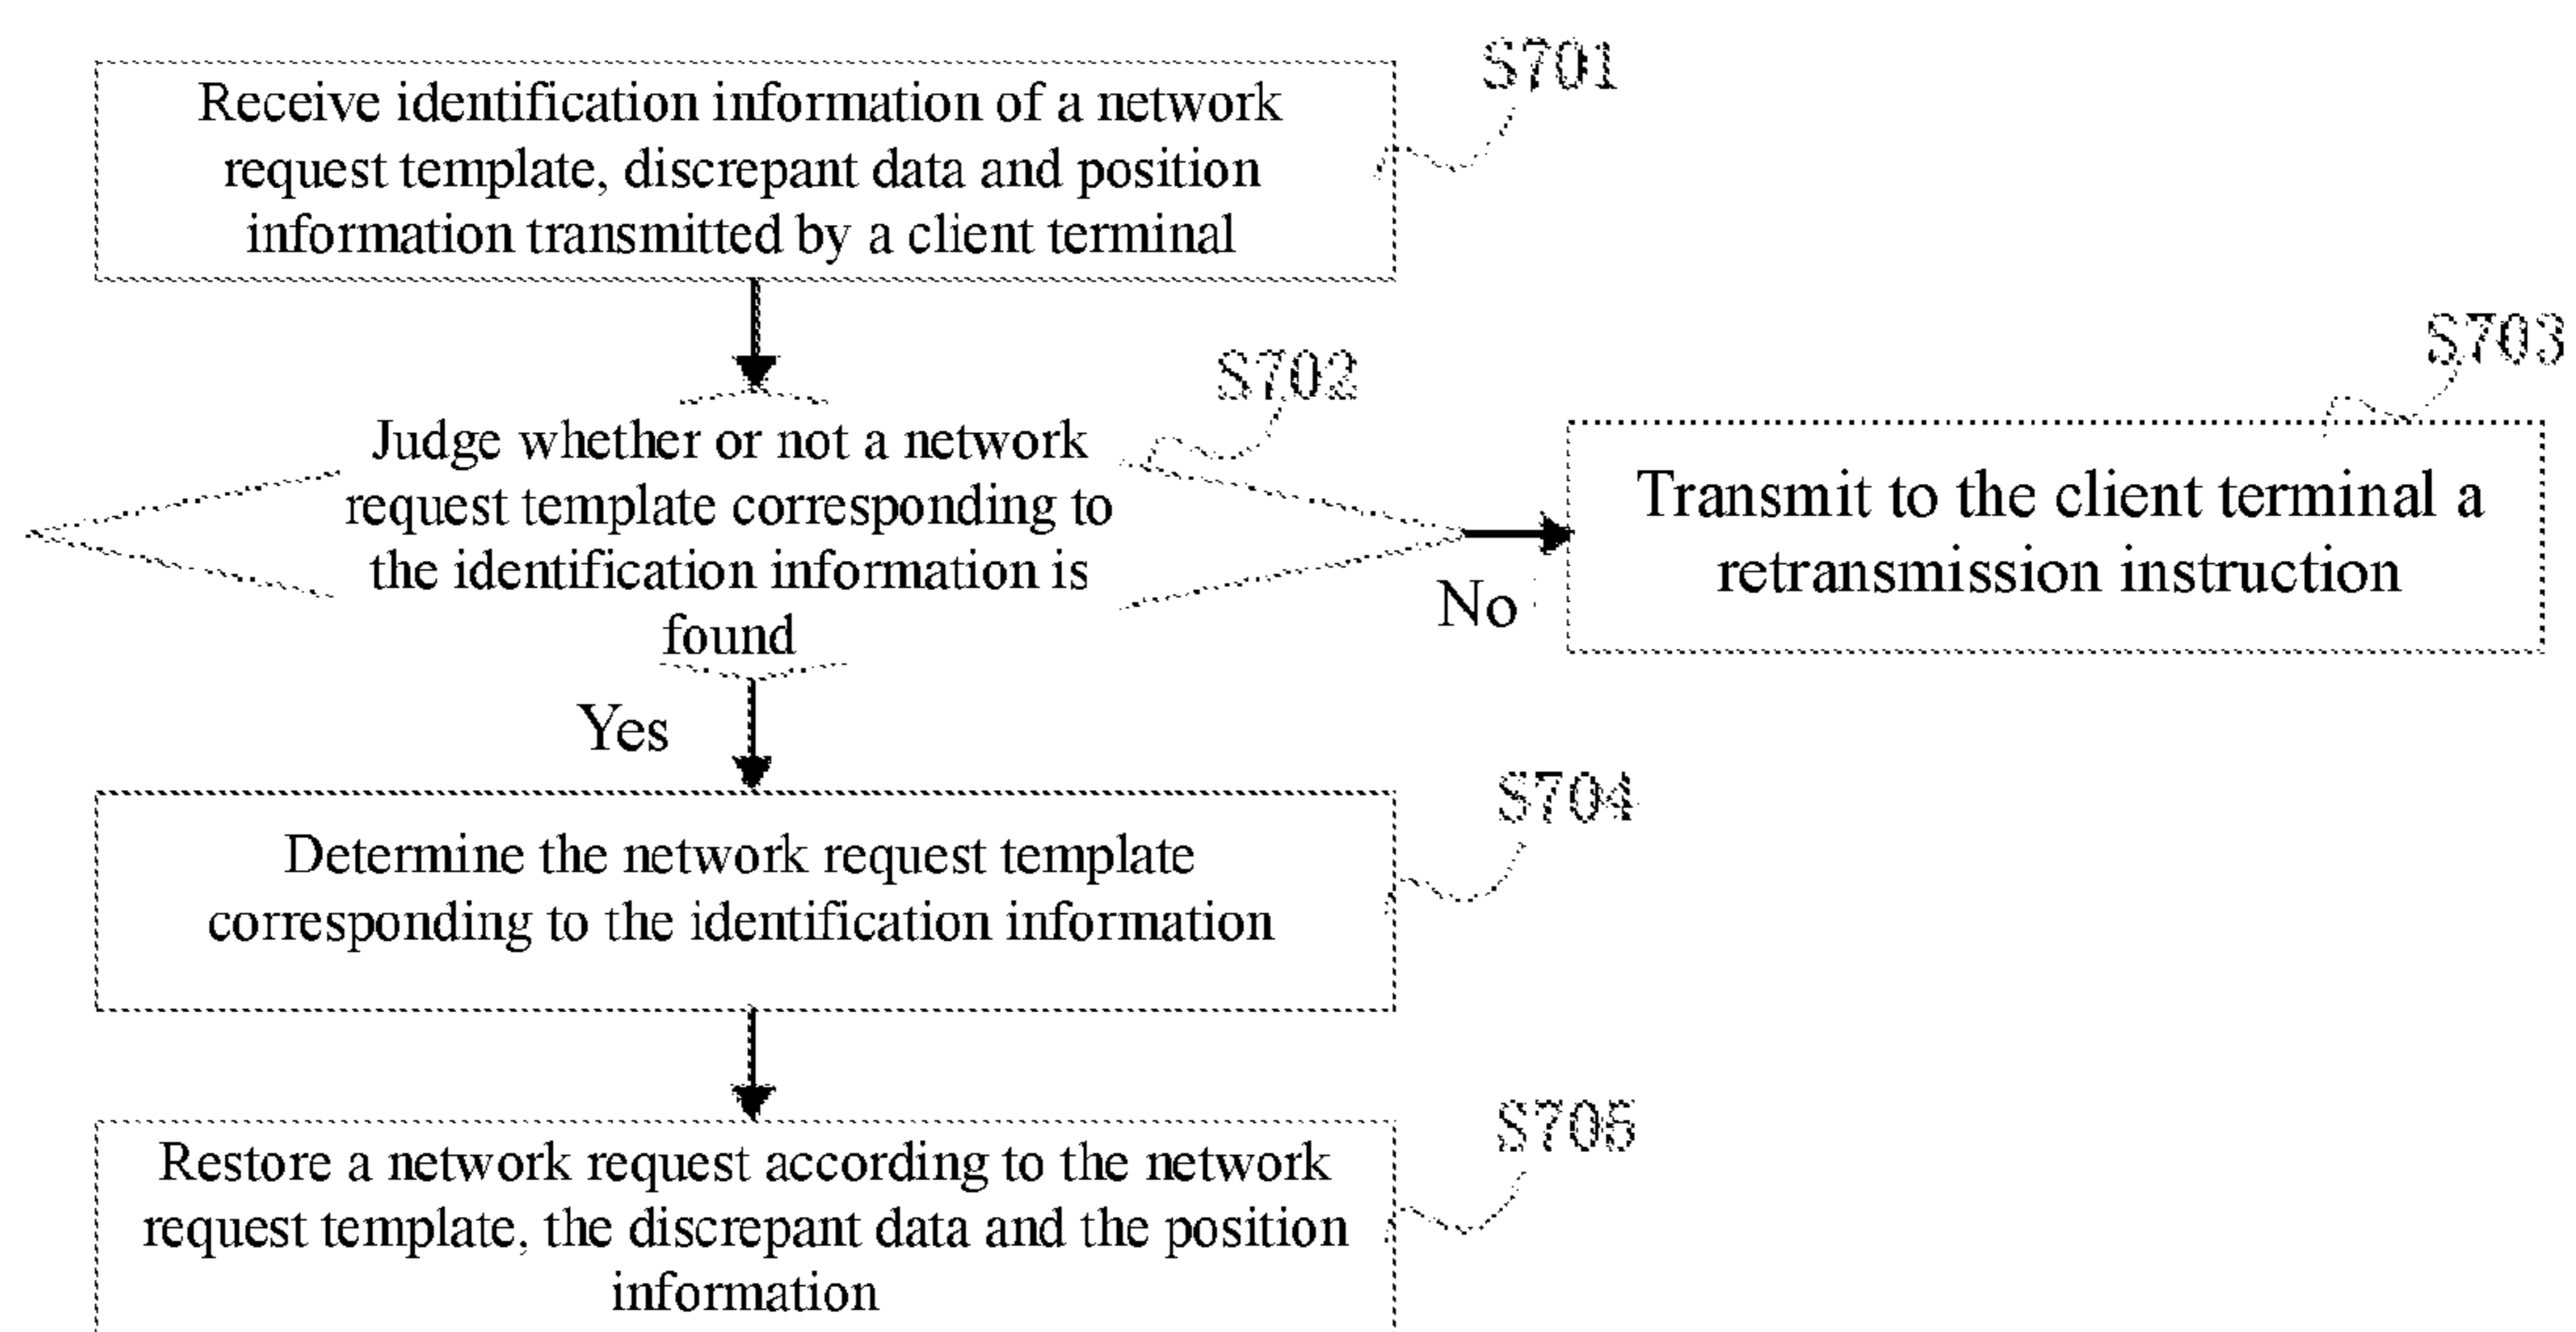 S701
Receive identification information of a network
request template, discrepant data and position
information transmitted by a client terminal
S702
Judge whether or not a network
request template corresponding to
the identification information is
found
S703
Transmit to the client terminal a
retransmission instruction
No
Yes
S704
Determine the network request template
corresponding to the identification information
S705
Restore a network request according to the network
request template, the discrepant data and the position
information